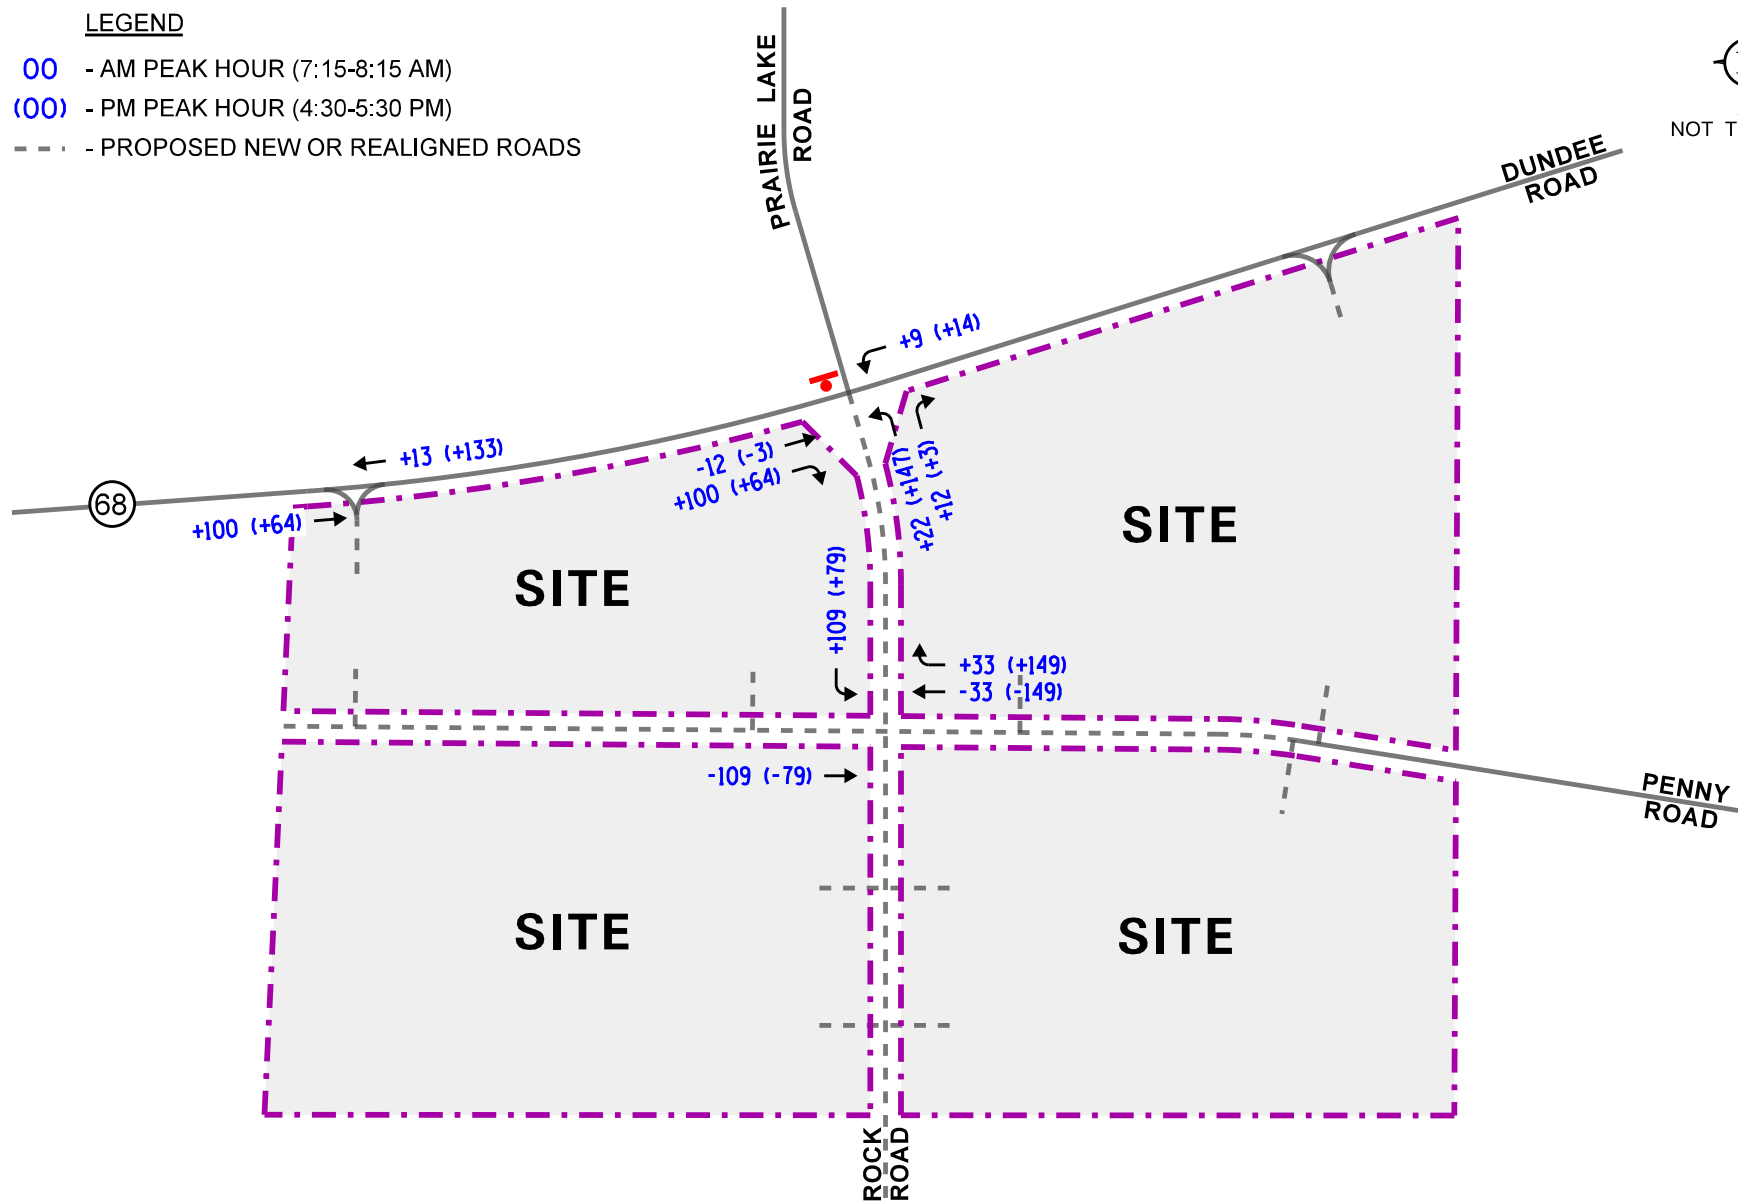 LEGEND
00 - AM PEAK HOUR (7:15-8:15 AM)
(00) - PM PEAK HOUR (4:30-5:30 PM)
- PROPOSED NEW OR REALIGNED ROADS
PRAIRIE LAKE
ROAD
NOT
DUNDEE
ROAD
+9 (+14)
+13 (+133)
-12 (-3)
+100 (+64)
+22 (+147)
+12 (+3)
68
+100 (+64)
SITE
SITE
+109 (+79)
+33 (+149)
-33 (-149)
-109 (-79)
PENNY
ROAD
SITE
SITE
ROCK
ROAD